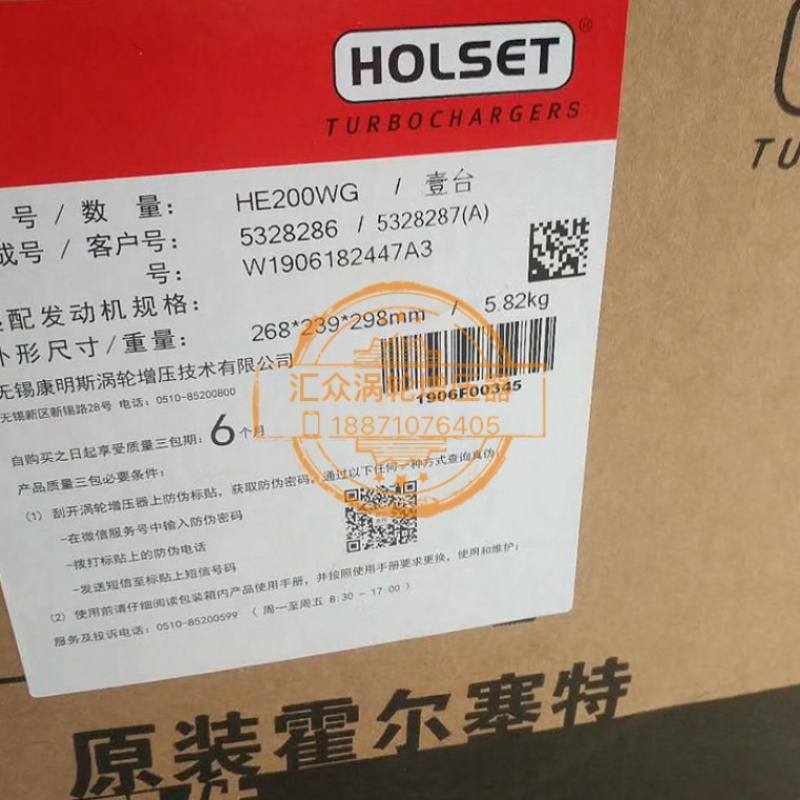 HOLSET®
TURBOCHARGERS
TU
号 / 数 量: HE200WG / 壹台
成号 / 客户号: 5328286 / 5328287(A)
号: W1906182447A3
配发动机规格:
外形尺寸/重量: 268*239*298mm / 5.82kg
无锡康明斯涡轮增压技术有限公司
无锡新区新锡路28号 电话: 0510-85200800
1906F00345
汇众涡轮增压器
18871076405
自购买之日起享受质量三包期: 6个月
产品质量三包必要条件:
(1) 刮开涡轮增压器上防伪标贴, 获取防伪密码, 通过以下任何一种方式查询真伪:
-在微信服务号中输入防伪密码
-拨打标贴上的防伪电话
-发送短信至标贴上短信号码
(2) 使用前请仔细阅读包装箱内产品使用手册, 并按照使用手册要求更换、使用和维护;
服务及投诉电话: 0510-85200599 ( 周一至周五 8:30 - 17:00 )
原装霍尔塞特